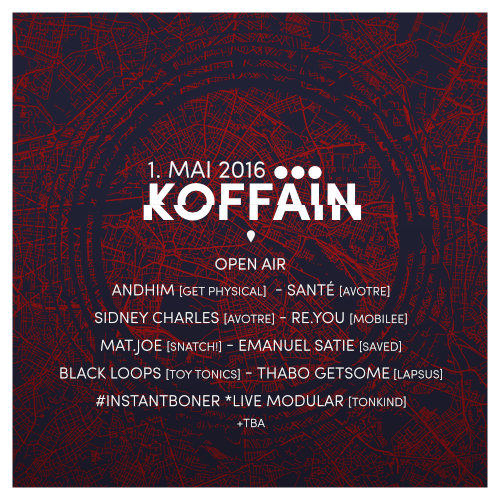 1. MAI 2016
KOFFAIN
OPEN AIR
ANDHIM [GET PHYSICAL] - SANTÉ [AVOTRE]
SIDNEY CHARLES [AVOTRE] - RE.YOU [MOBILEE]
MAT.JOE [SNATCH!] - EMANUEL SATIE [SAVED]
BLACK LOOPS [TOY TONICS] - THABO GETSOME [LAPSUS]
#INSTANTBONER *LIVE MODULAR [TONKIND]
+TBA